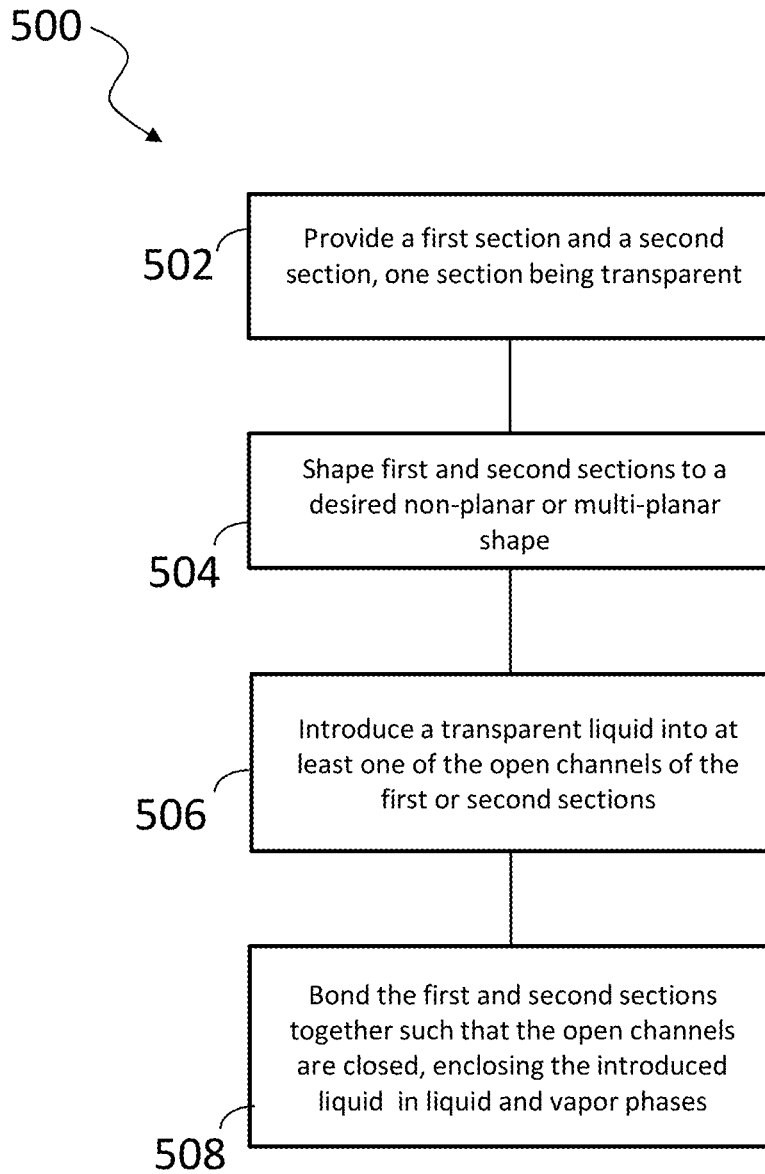 500
502
Provide a first section and a second
section, one section being transparent
504
Shape first and second sections to a
desired non-planar or multi-planar
shape
506
Introduce a transparent liquid into at
least one of the open channels of the
first or second sections
508
Bond the first and second sections
together such that the open channels
are closed, enclosing the introduced
liquid in liquid and vapor phases